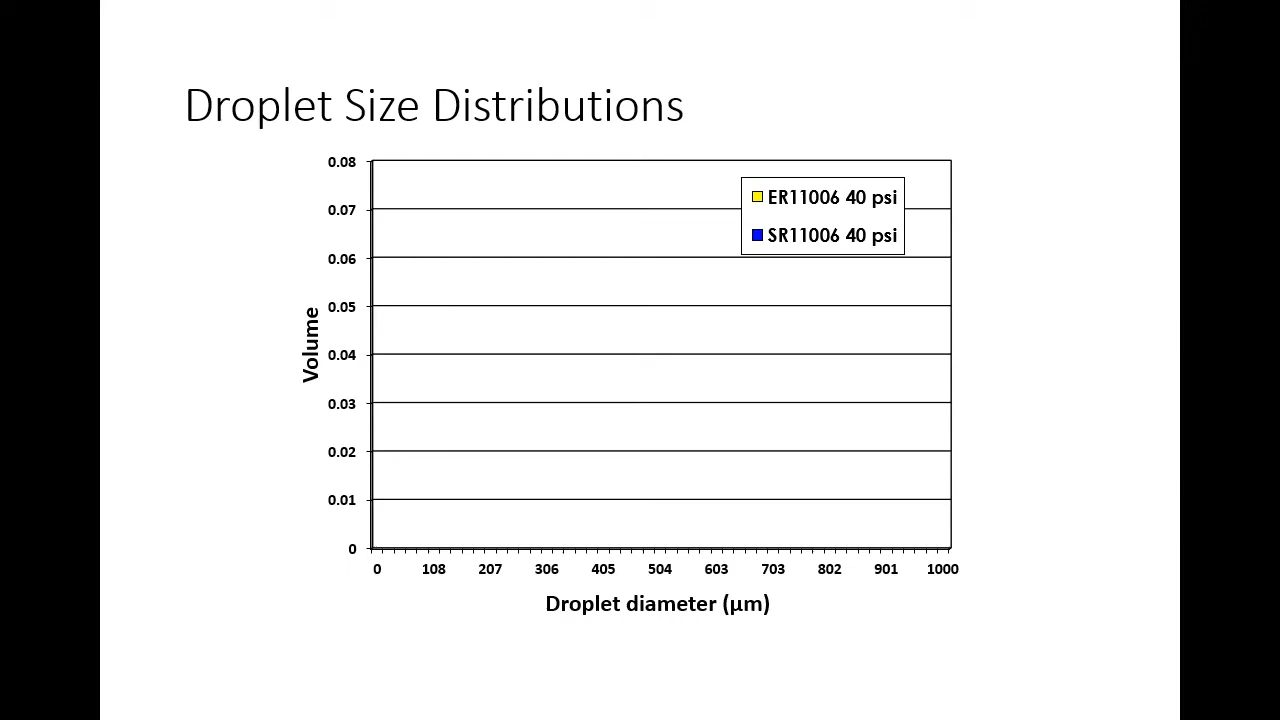 Droplet Size Distributions
0.08
ER11006 40 psi
0.07
SR11006 40 psi
0.06
0.05
Volume
0.04
0.03
0.02
0.01
0
0 108 207 306 405 504 603 703 802 901 1000
Droplet diameter (µm)